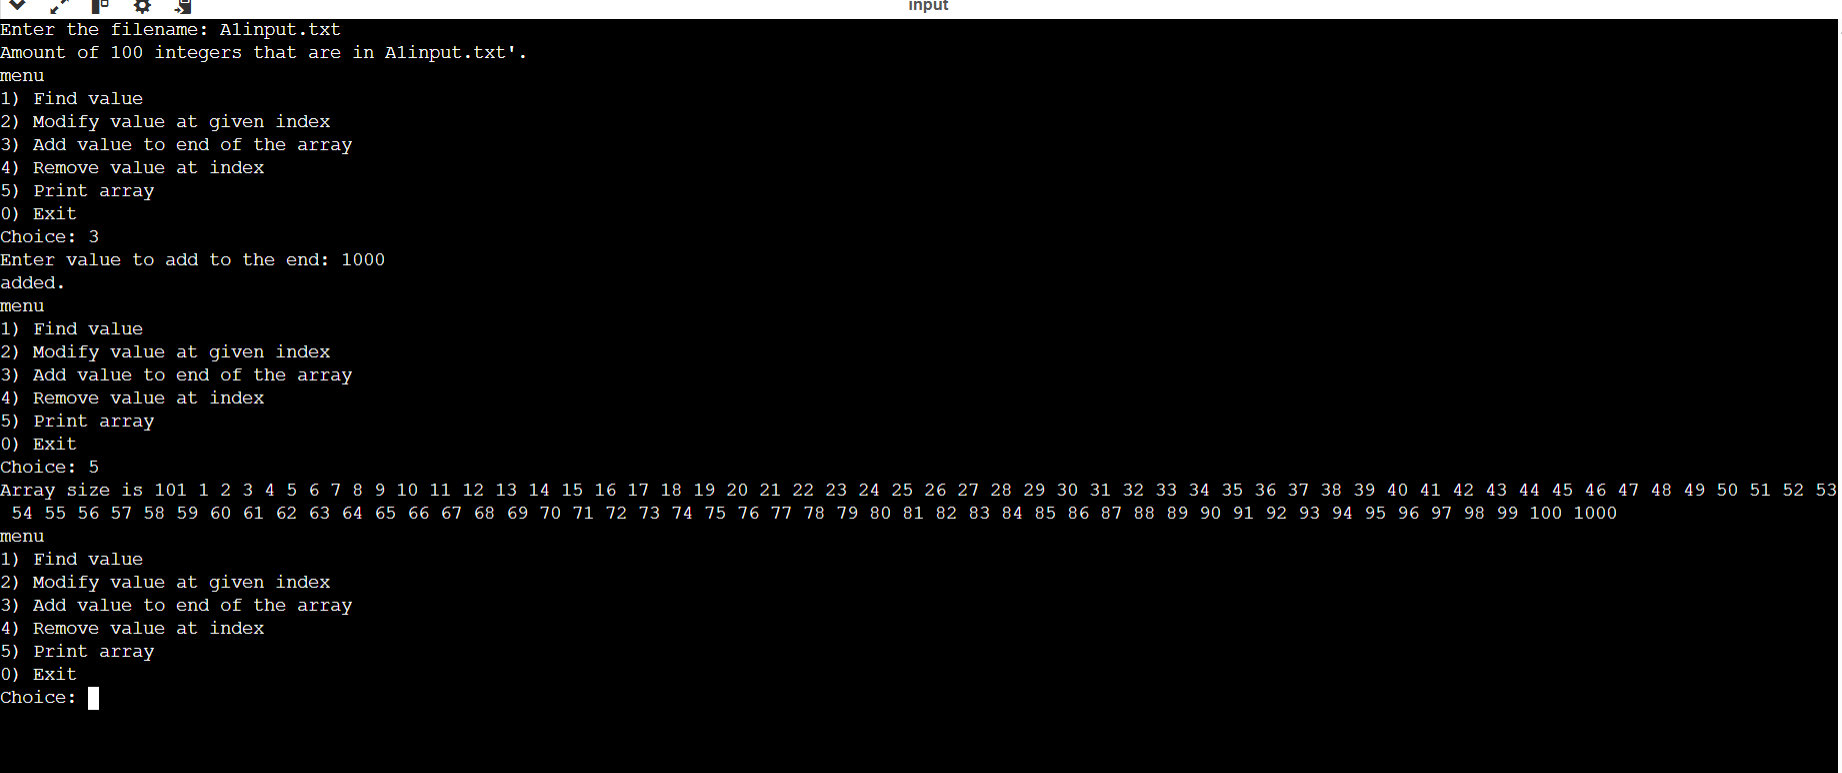 input
Enter the filename: A1input.txt
Amount of 100 integers that are in A1input.txt'.
menu
1) Find value
2) Modify value at given index
3) Add value to end of the array
4) Remove value at index
5) Print array
0) Exit
Choice: 3
Enter value to add to the end: 1000
added.
menu
1) Find value
2) Modify value at given index
3) Add value to end of the array
4) Remove value at index
5) Print array
0) Exit
Choice: 5
Array size is 101 1 2 3 4 5 6 7 8 9 10 11 12 13 14 15 16 17 18 19 20 21 22 23 24 25 26 27 28 29 30 31 32 33 34 35 36 37 38 39 40 41 42 43 44 45 46 47 48 49 50 51 52 53
54 55 56 57 58 59 60 61 62 63 64 65 66 67 68 69 70 71 72 73 74 75 76 77 78 79 80 81 82 83 84 85 86 87 88 89 90 91 92 93 94 95 96 97 98 99 100 1000
menu
1) Find value
2) Modify value at given index
3) Add value to end of the array
4) Remove value at index
5) Print array
0) Exit
Choice: